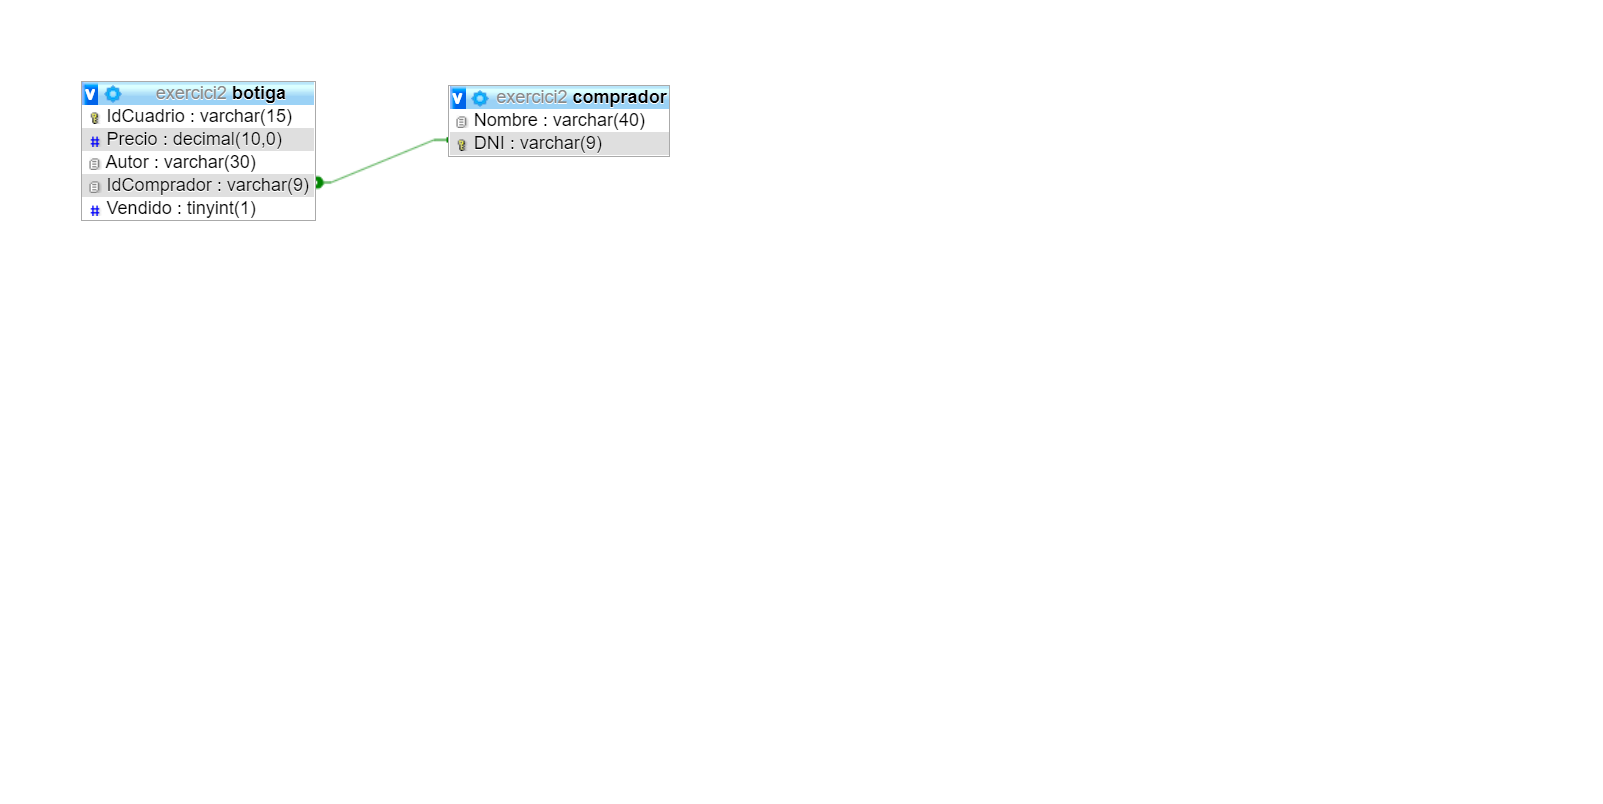 v exercici2 botiga
IdCuadrio : varchar(15)
# Precio : decimal(10,0)
Autor : varchar(30)
IdComprador : varchar(9)
# Vendido : tinyint(1)
v exercici2 comprador
Nombre : varchar(40)
DNI : varchar(9)